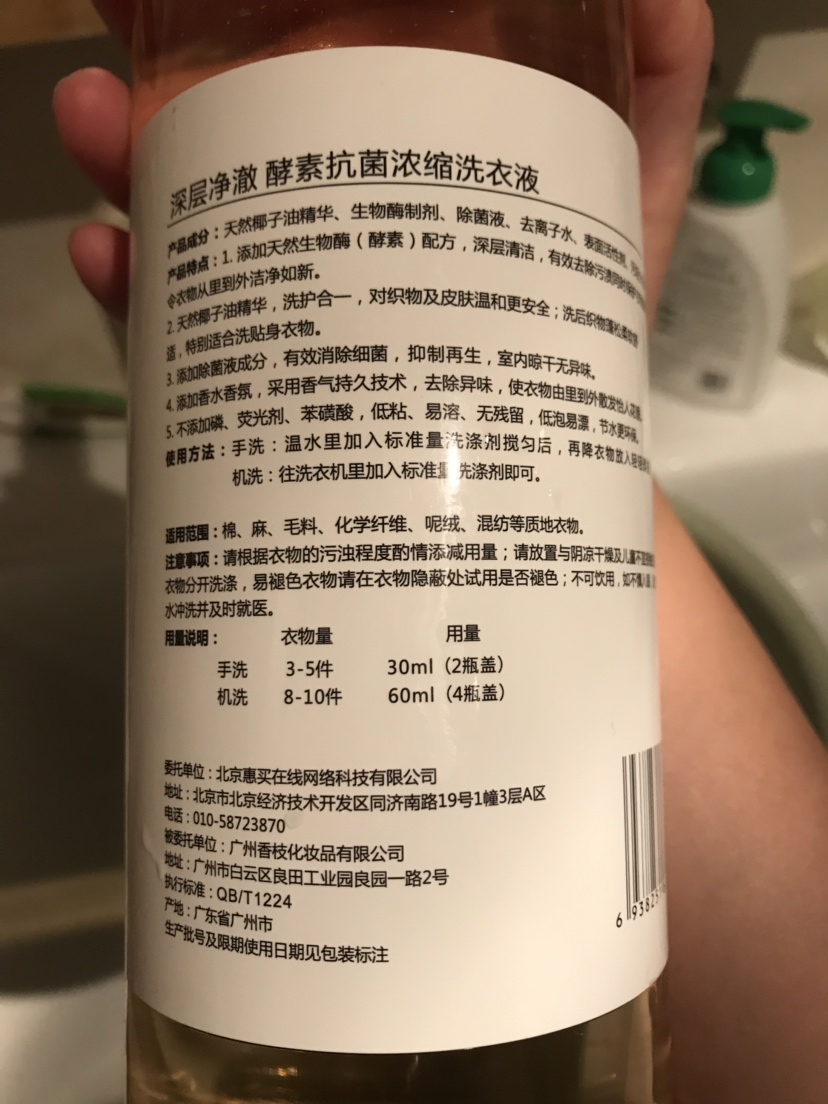 深层净澈 酵素抗菌浓缩洗衣液
产品成分：天然椰子油精华、生物酶制剂、除菌液、去离子水、表面活性剂、
产品特点：1. 添加天然生物酶（酵素）配方，深层清洁，有效去除污渍同时
令衣物从里到外洁净如新。
2. 天然椰子油精华，洗护合一，对织物及皮肤温和更安全；洗后织物蓬松柔软舒
适，特别适合洗贴身衣物。
3. 添加除菌液成分，有效消除细菌，抑制再生，室内晾干无异味。
4. 添加香水香氛，采用香气持久技术，去除异味，使衣物由里到外散发怡人花香。
5. 不添加磷、荧光剂、苯磺酸，低粘、易溶、无残留，低泡易漂，节水更环保。
使用方法：手洗：温水里加入标准量洗涤剂搅匀后，再降衣物放入轻轻
机洗：往洗衣机里加入标准量洗涤剂即可。
适用范围：棉、麻、毛料、化学纤维、呢绒、混纺等质地衣物。
注意事项：请根据衣物的污浊程度酌情添减用量；请放置与阴凉干燥及儿童不宜
衣物分开洗涤，易褪色衣物请在衣物隐蔽处试用是否褪色；不可饮用，如不慎入
水冲洗并及时就医。
用量说明： 衣物量 用量
手洗 3-5件 30ml（2瓶盖）
机洗 8-10件 60ml（4瓶盖）
委托单位：北京惠买在线网络科技有限公司
地址：北京市北京经济技术开发区同济南路19号1幢3层A区
电话：010-58723870
被委托单位：广州香枝化妆品有限公司
地址：广州市白云区良田工业园良园一路2号
执行标准：QB/T1224
产地：广东省广州市
生产批号及限期使用日期见包装标注
6 93825